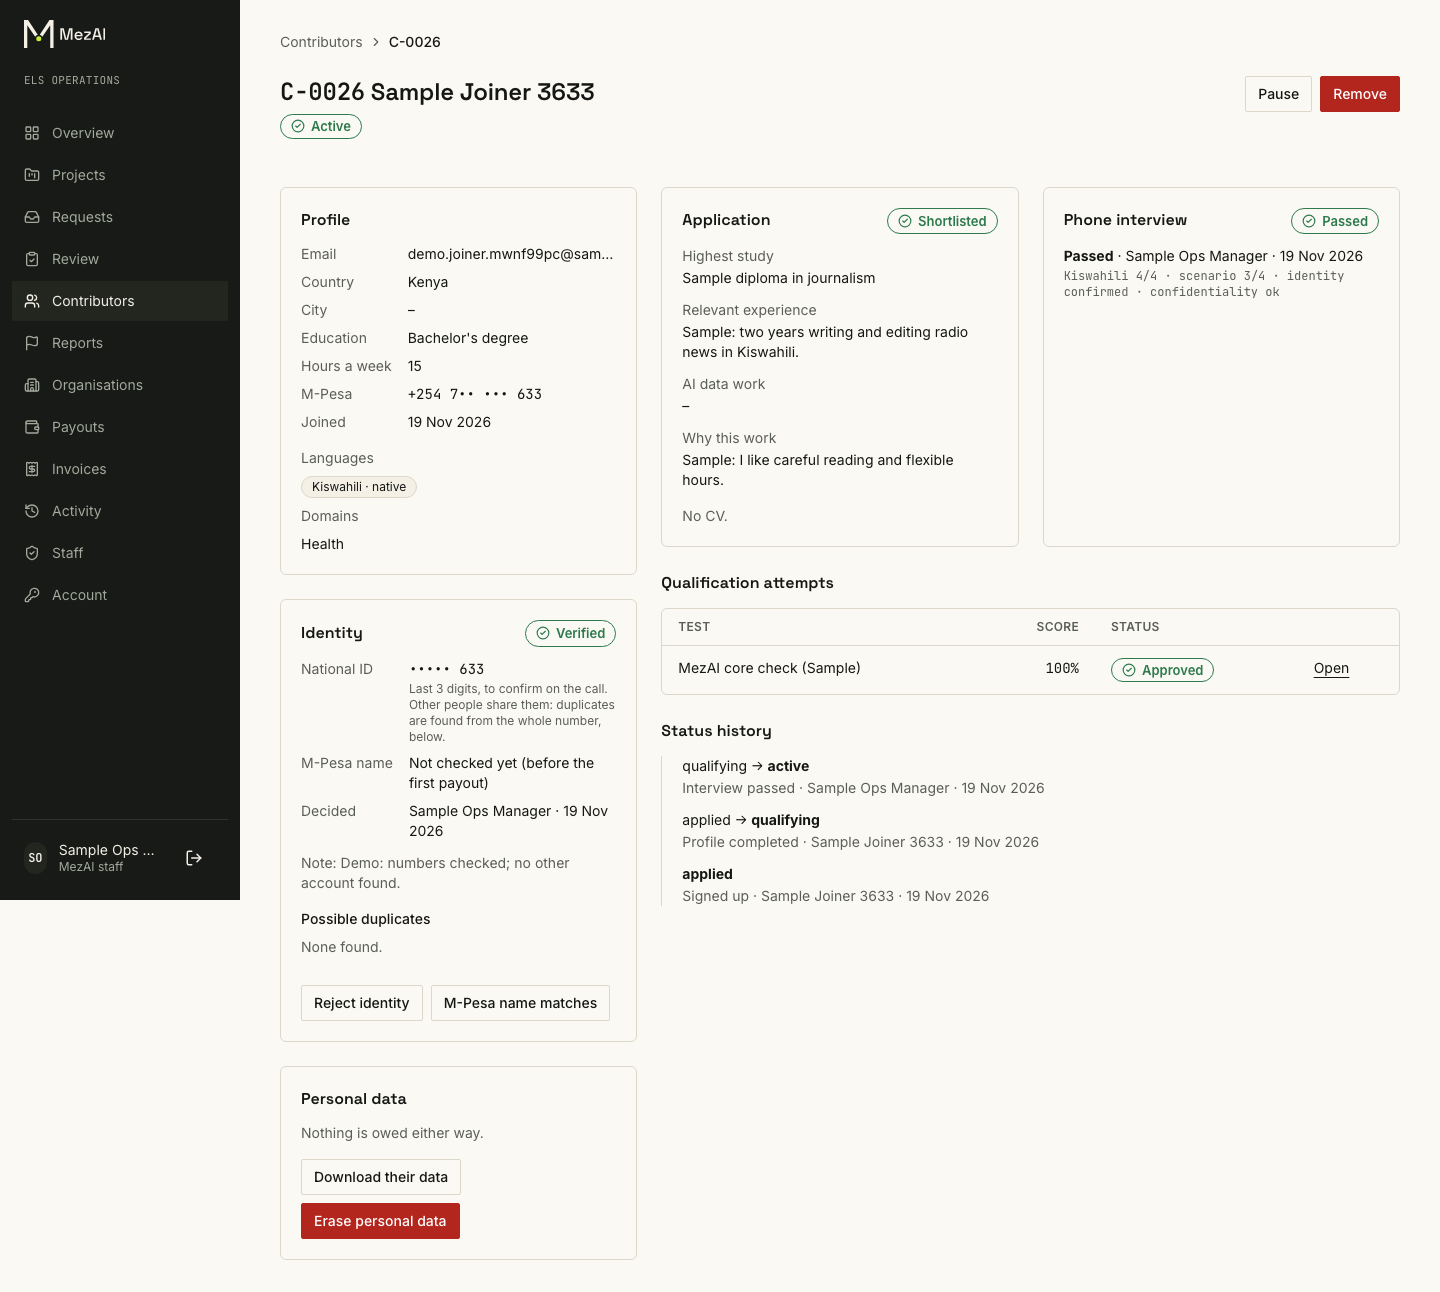 MezAI
ELS OPERATIONS
Overview
Projects
Requests
Review
Contributors
Reports
Organisations
Payouts
Invoices
Activity
Staff
Account
SO
Sample Ops ...
MezAI staff
Contributors > C-0026
C-0026 Sample Joiner 3633
Active
Pause
Remove
Profile
Email demo.joiner.mwnf99pc@sam...
Country Kenya
City –
Education Bachelor's degree
Hours a week 15
M-Pesa +254 7•• ••• 633
Joined 19 Nov 2026
Languages
Kiswahili · native
Domains
Health
Identity
Verified
National ID ••••• 633
Last 3 digits, to confirm on the call.
Other people share them: duplicates
are found from the whole number,
below.
M-Pesa name Not checked yet (before the
first payout)
Decided Sample Ops Manager · 19 Nov
2026
Note: Demo: numbers checked; no other
account found.
Possible duplicates
None found.
Reject identity
M-Pesa name matches
Personal data
Nothing is owed either way.
Download their data
Erase personal data
Application
Shortlisted
Highest study
Sample diploma in journalism
Relevant experience
Sample: two years writing and editing radio
news in Kiswahili.
AI data work
–
Why this work
Sample: I like careful reading and flexible
hours.
No CV.
Phone interview
Passed
Passed · Sample Ops Manager · 19 Nov 2026
Kiswahili 4/4 · scenario 3/4 · identity
confirmed · confidentiality ok
Qualification attempts
TEST SCORE STATUS
MezAI core check (Sample) 100% Approved Open
Status history
qualifying → active
Interview passed · Sample Ops Manager · 19 Nov 2026
applied → qualifying
Profile completed · Sample Joiner 3633 · 19 Nov 2026
applied
Signed up · Sample Joiner 3633 · 19 Nov 2026